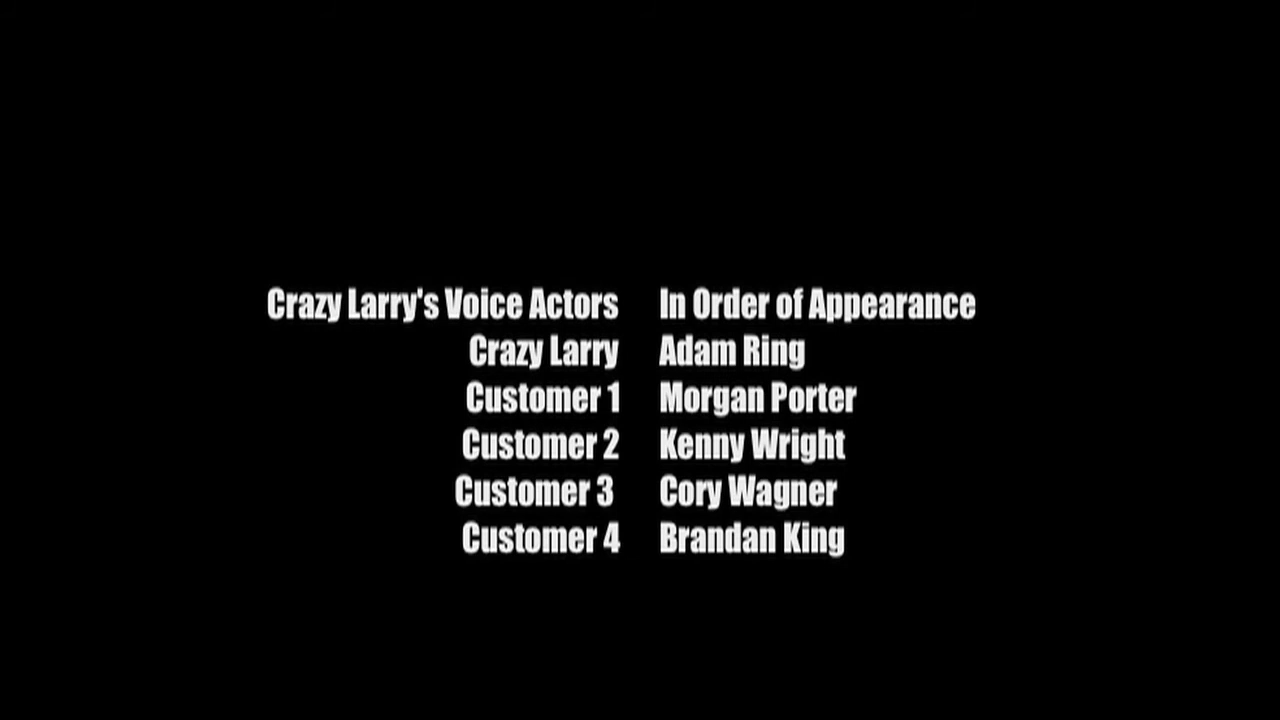 Crazy Larry's Voice Actors In Order of Appearance
Crazy Larry Adam Ring
Customer 1 Morgan Porter
Customer 2 Kenny Wright
Customer 3 Cory Wagner
Customer 4 Brandan King